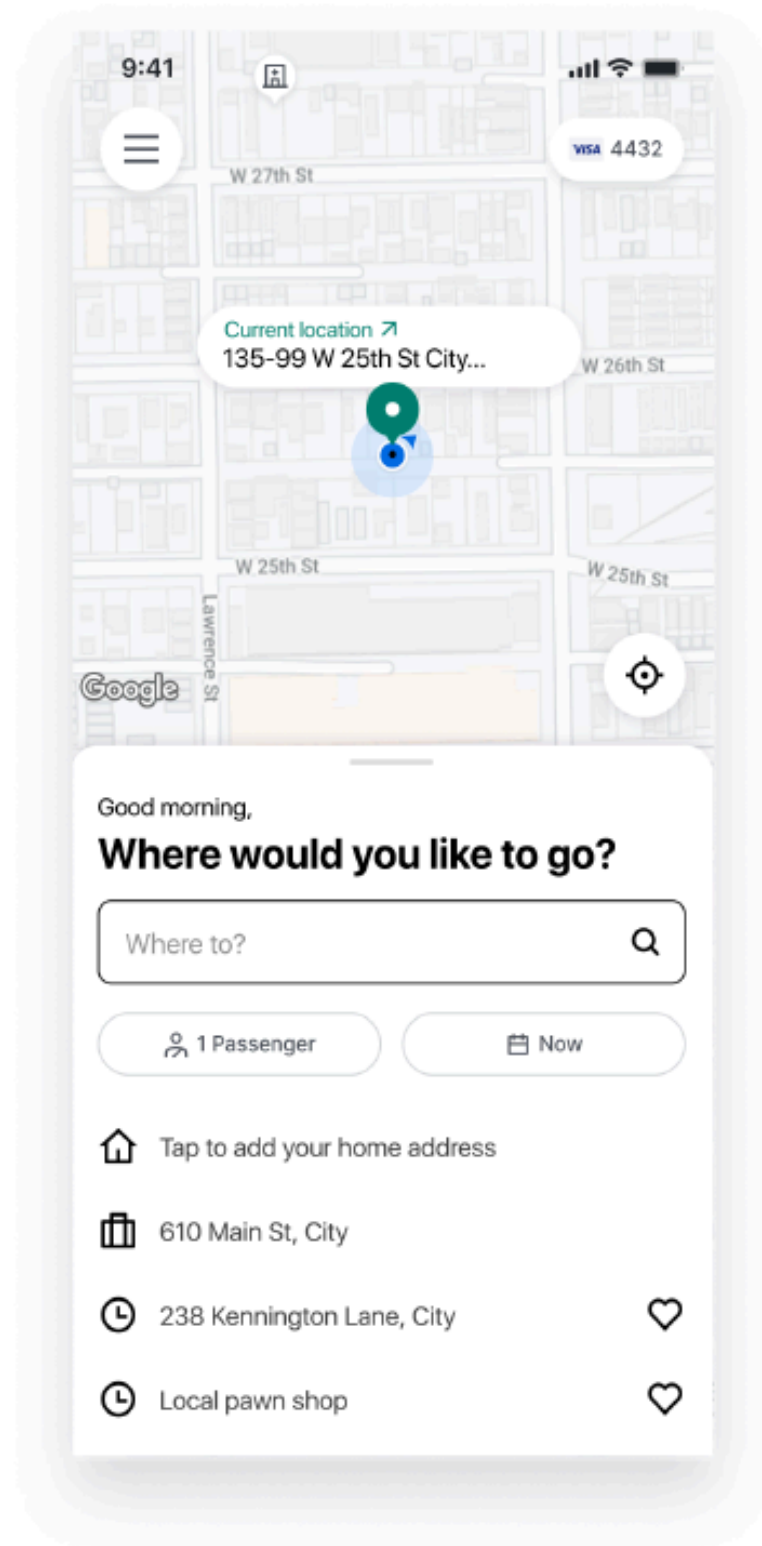 9:41
VISA 4432
W 27th St
Current location
135-99 W 25th St City...
W 26th St
W 25th St
W 25th St
Lawrence St
Google
Good morning,
Where would you like to go?
Where to?
1 Passenger
Now
Tap to add your home address
610 Main St, City
238 Kennington Lane, City
Local pawn shop